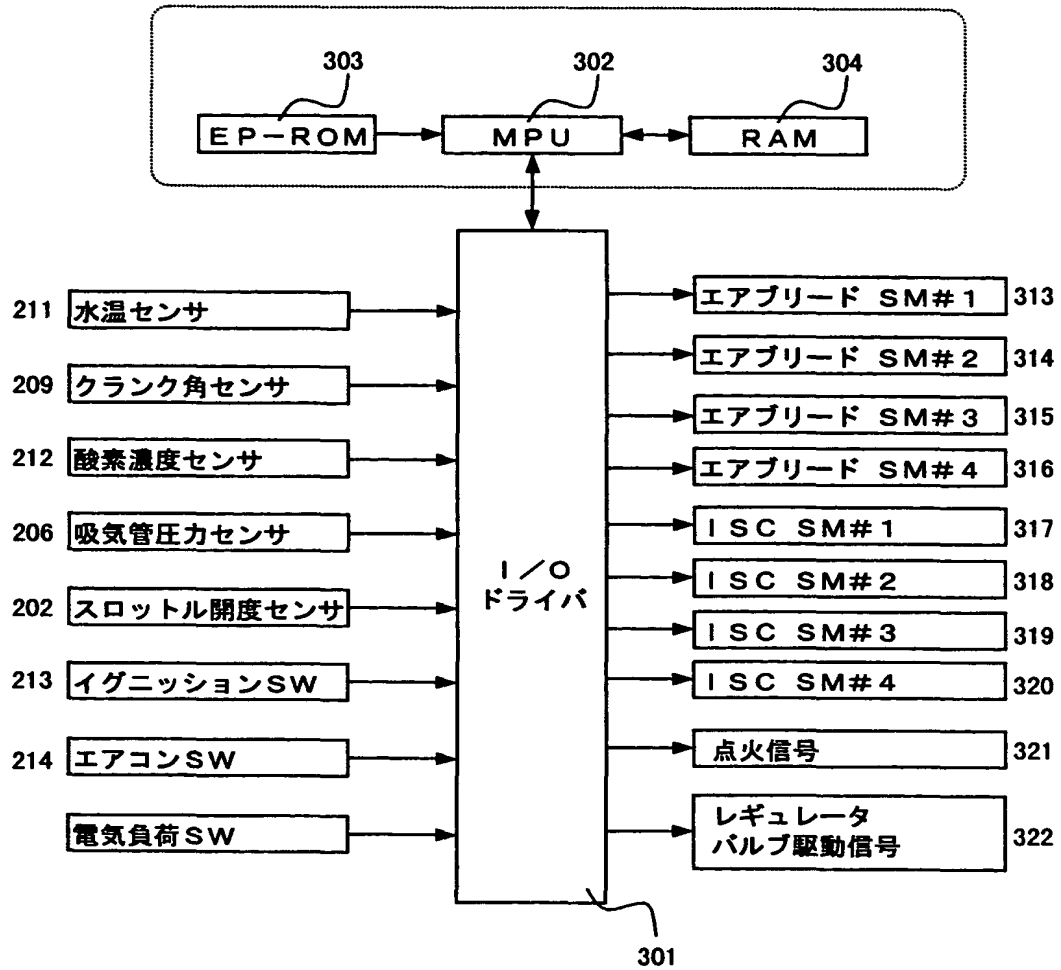 303
302
304
EP-ROM
MPU
RAM
211 水温センサ
209 クランク角センサ
212 酸素濃度センサ
206 吸気管圧力センサ
202 スロットル開度センサ
213 イグニッションSW
214 エアコンSW
電気負荷SW
I/O
ドライバ
301
エアブリード SM#1 313
エアブリード SM#2 314
エアブリード SM#3 315
エアブリード SM#4 316
ISC SM#1 317
ISC SM#2 318
ISC SM#3 319
ISC SM#4 320
点火信号 321
レギュレータ
バルブ駆動信号 322